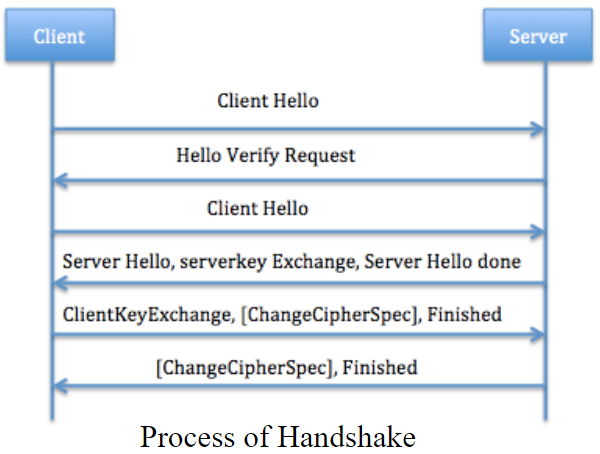 Client
Server
Client Hello
Hello Verify Request
Client Hello
Server Hello, serverkey Exchange, Server Hello done
ClientKeyExchange, [ChangeCipherSpec], Finished
[ChangeCipherSpec], Finished
Process of Handshake